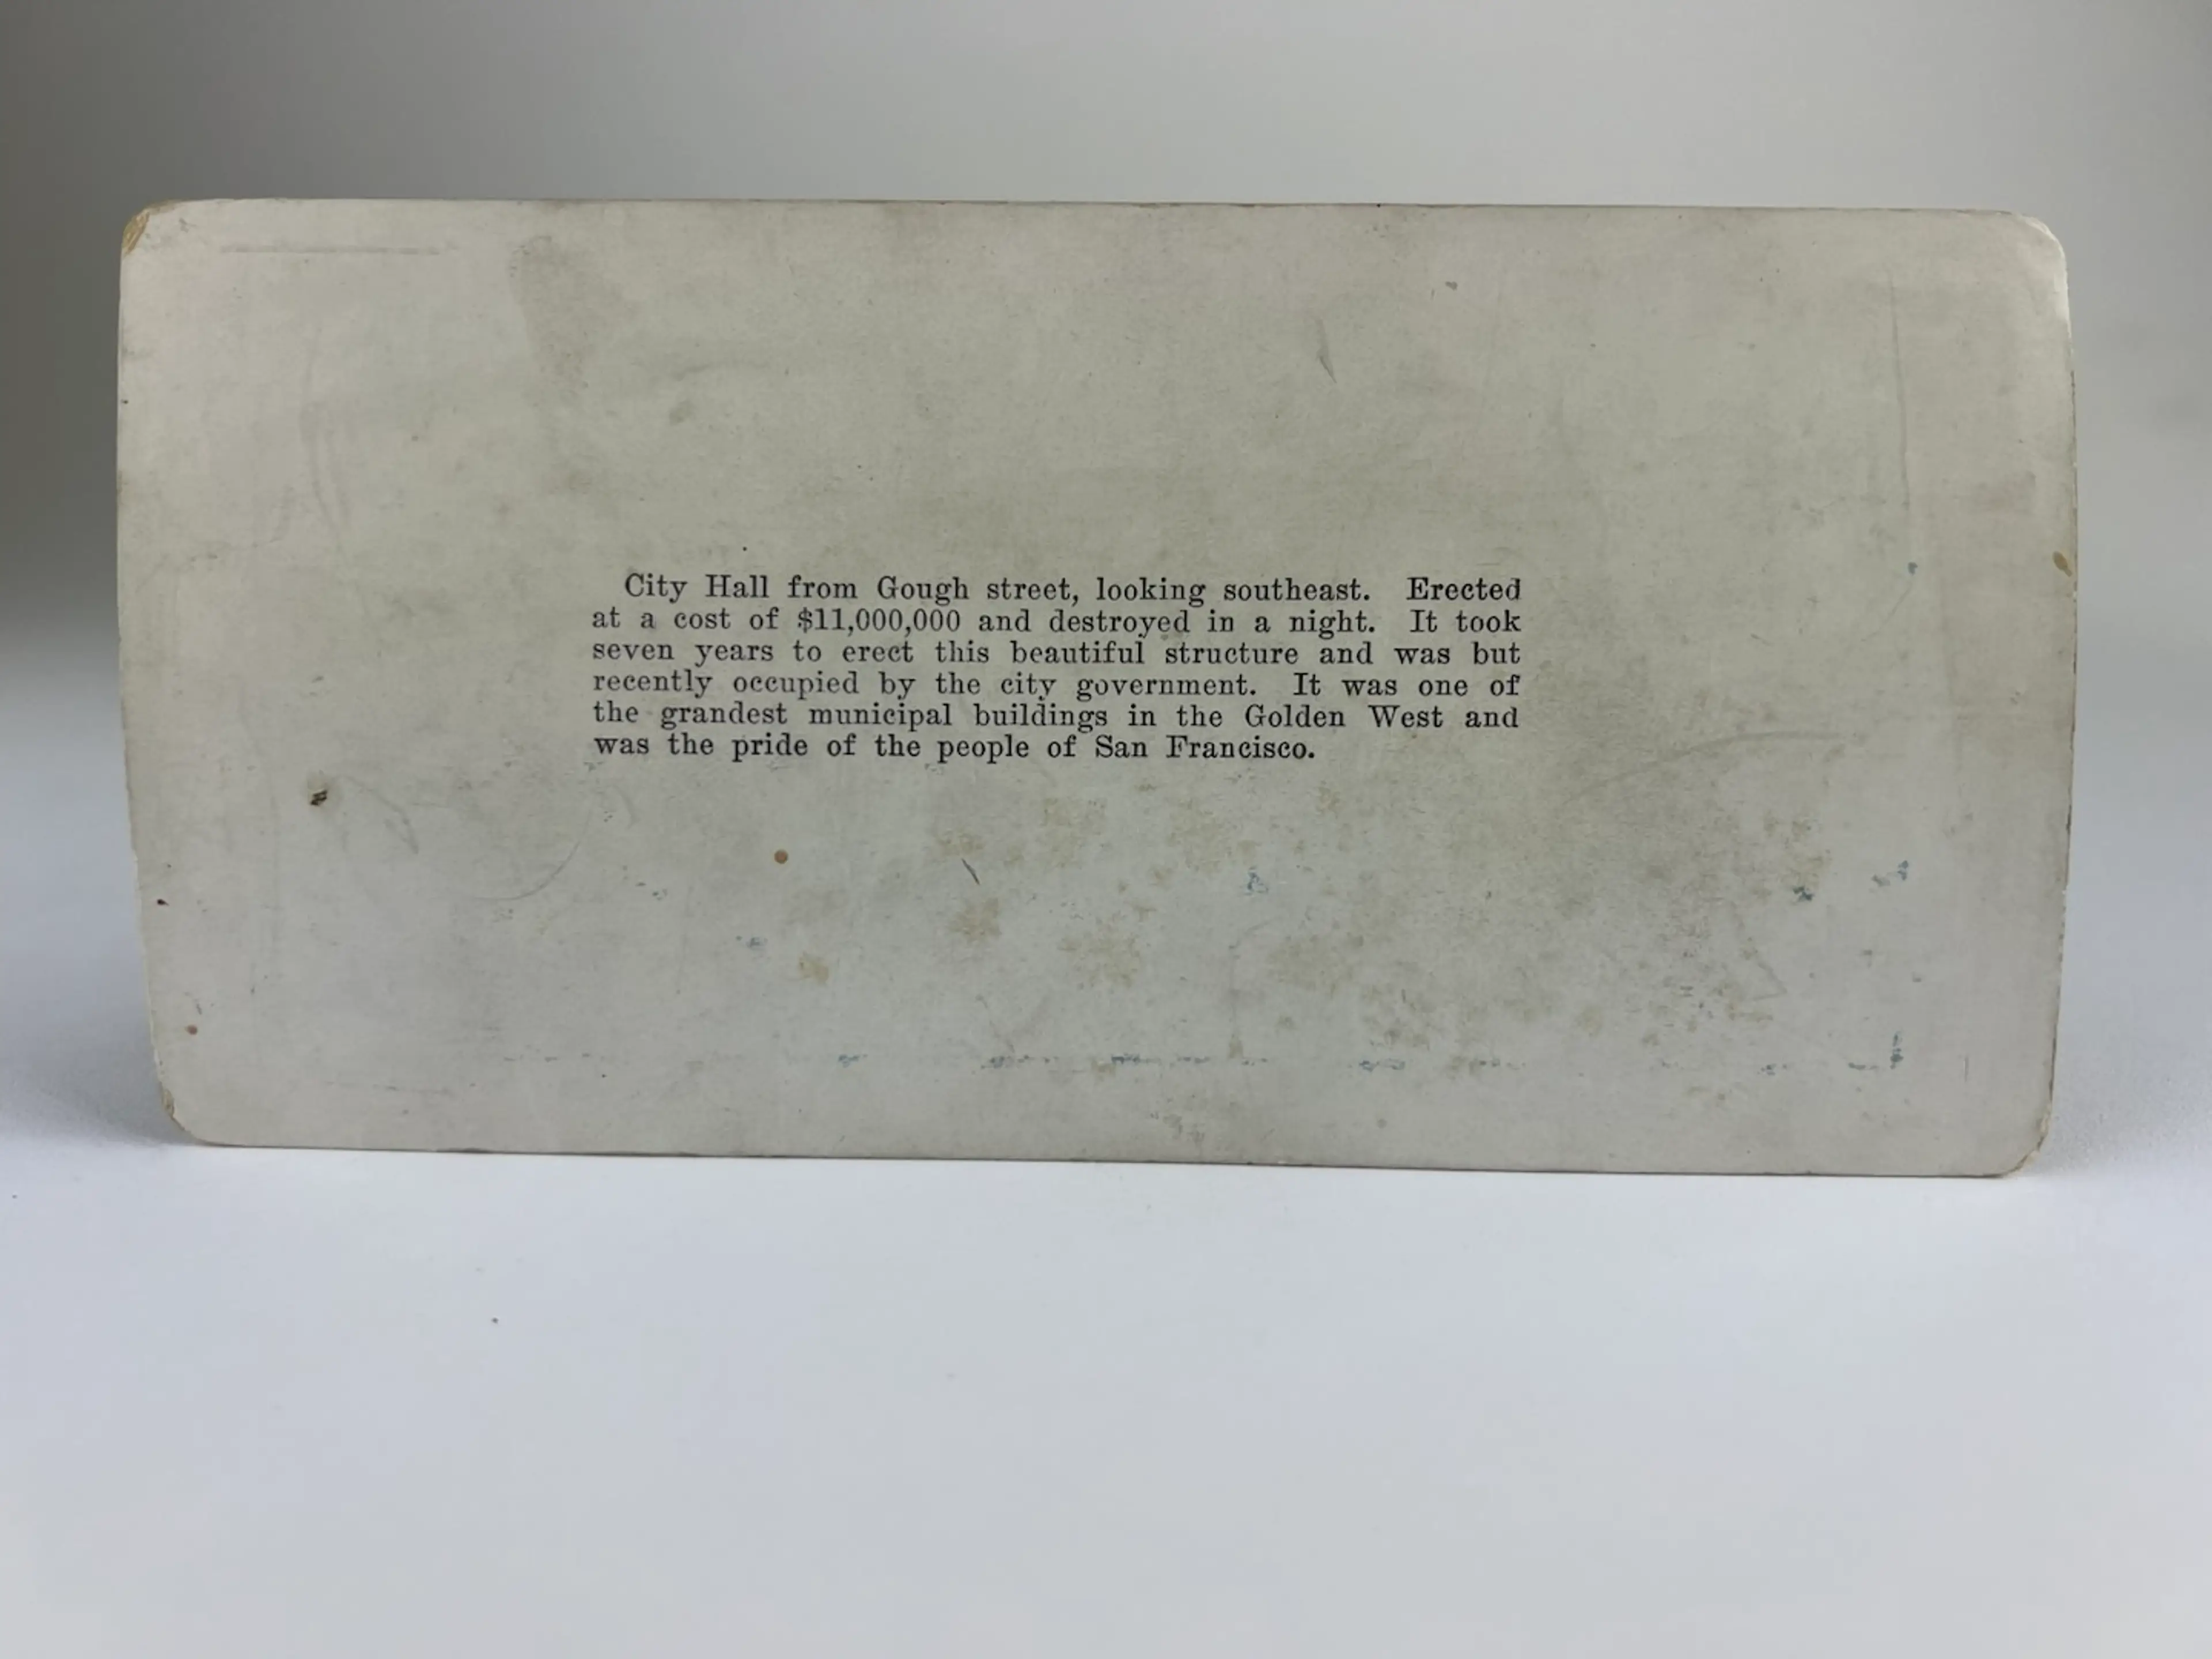 City Hall from Gough street, looking southeast. Erected
at a cost of $11,000,000 and destroyed in a night. It took
seven years to erect this beautiful structure and was but
recently occupied by the city government. It was one of
the grandest municipal buildings in the Golden West and
was the pride of the people of San Francisco.